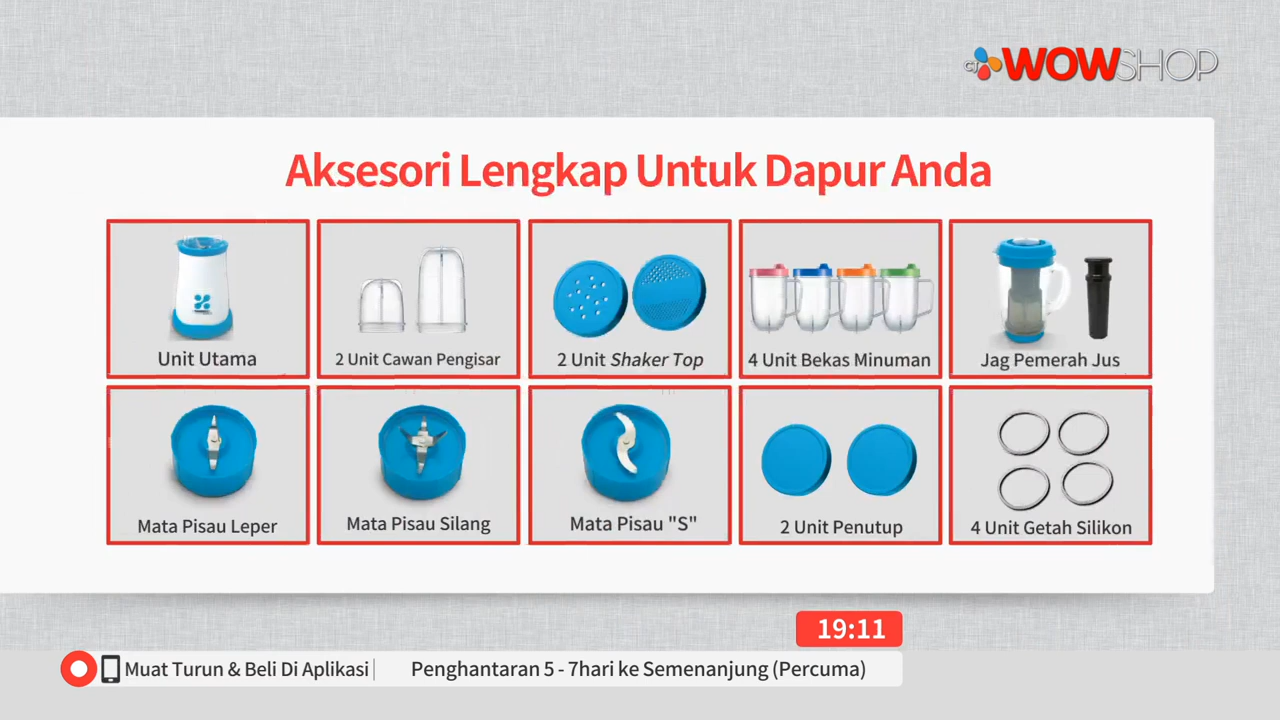 CJ WOWSHOP
Aksesori Lengkap Untuk Dapur Anda
Unit Utama
2 Unit Cawan Pengisar
2 Unit Shaker Top
4 Unit Bekas Minuman
Jag Pemerah Jus
Mata Pisau Leper
Mata Pisau Silang
Mata Pisau "S"
2 Unit Penutup
4 Unit Getah Silikon
19:11
Muat Turun & Beli Di Aplikasi | Penghantaran 5 - 7hari ke Semenanjung (Percuma)